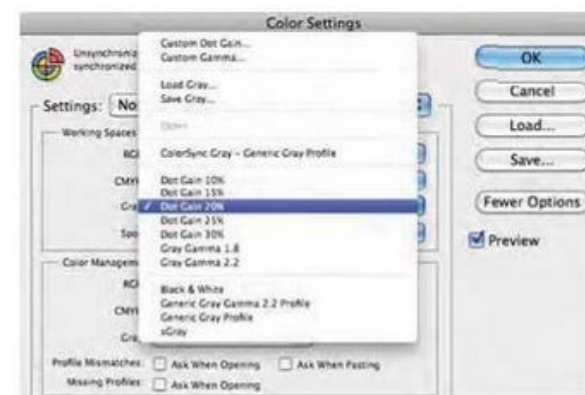 Color Settings
Unsynchroniz
synchronized
Custom Dot Gain...
Custom Gamma...
Load Gray...
Save Gray...
ColorSync Gray - Generic Gray Profile
Dot Gain 10%
Dot Gain 15%
✓ Dot Gain 20%
Dot Gain 25%
Dot Gain 30%
Gray Gamma 1.8
Gray Gamma 2.2
Black & White
Generic Gray Gamma 2.2 Profile
Generic Gray Profile
sGray
Settings: No
Working Spaces
RG
CMY
Gra
Spo
Color Managem
RG
CMY
Gra
Profile Mismatches: Ask When Opening Ask When Pasting
Missing Profiles: Ask When Opening
OK
Cancel
Load...
Save...
Fewer Options
Preview